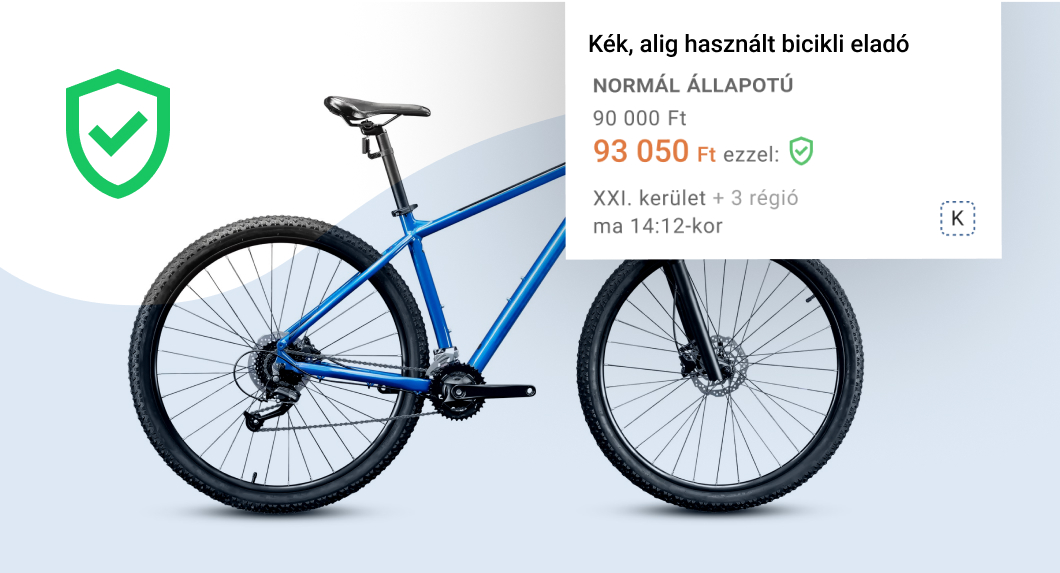 Kék, alig használt bicikli eladó
NORMÁL ÁLLAPOTÚ
90 000 Ft
93 050 Ft ezzel:
XXI. kerület + 3 régió
ma 14:12-kor
K